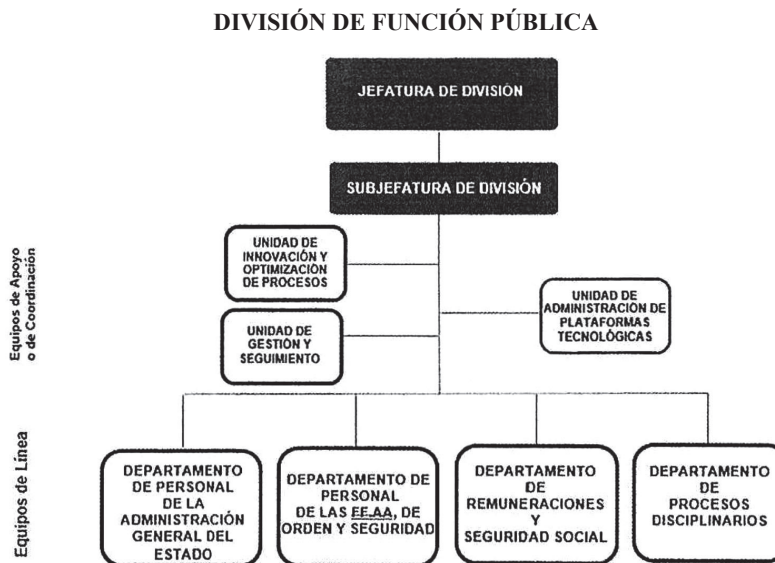 DIVISIÓN DE FUNCIÓN PÚBLICA
JEFATURA DE DIVISIÓN
SUBJEFATURA DE DIVISIÓN
Equipos de Apoyo
o de Coordinación
UNIDAD DE
INNOVACIÓN Y
OPTIMIZACIÓN
DE PROCESOS
UNIDAD DE
ADMINISTRACIÓN DE
PLATAFORMAS
TECNOLÓGICAS
UNIDAD DE
GESTIÓN Y
SEGUIMIENTO
Equipos de Línea
DEPARTAMENTO
DE PERSONAL
DE LA
ADMINISTRACIÓN
GENERAL DEL
ESTADO
DEPARTAMENTO DE
PERSONAL
DE LAS FF.AA, DE
ORDEN Y SEGURIDAD
DEPARTAMENTO
DE
REMUNERACIONES
Y
SEGURIDAD SOCIAL
DEPARTAMENTO
DE
PROCESOS
DISCIPLINARIOS